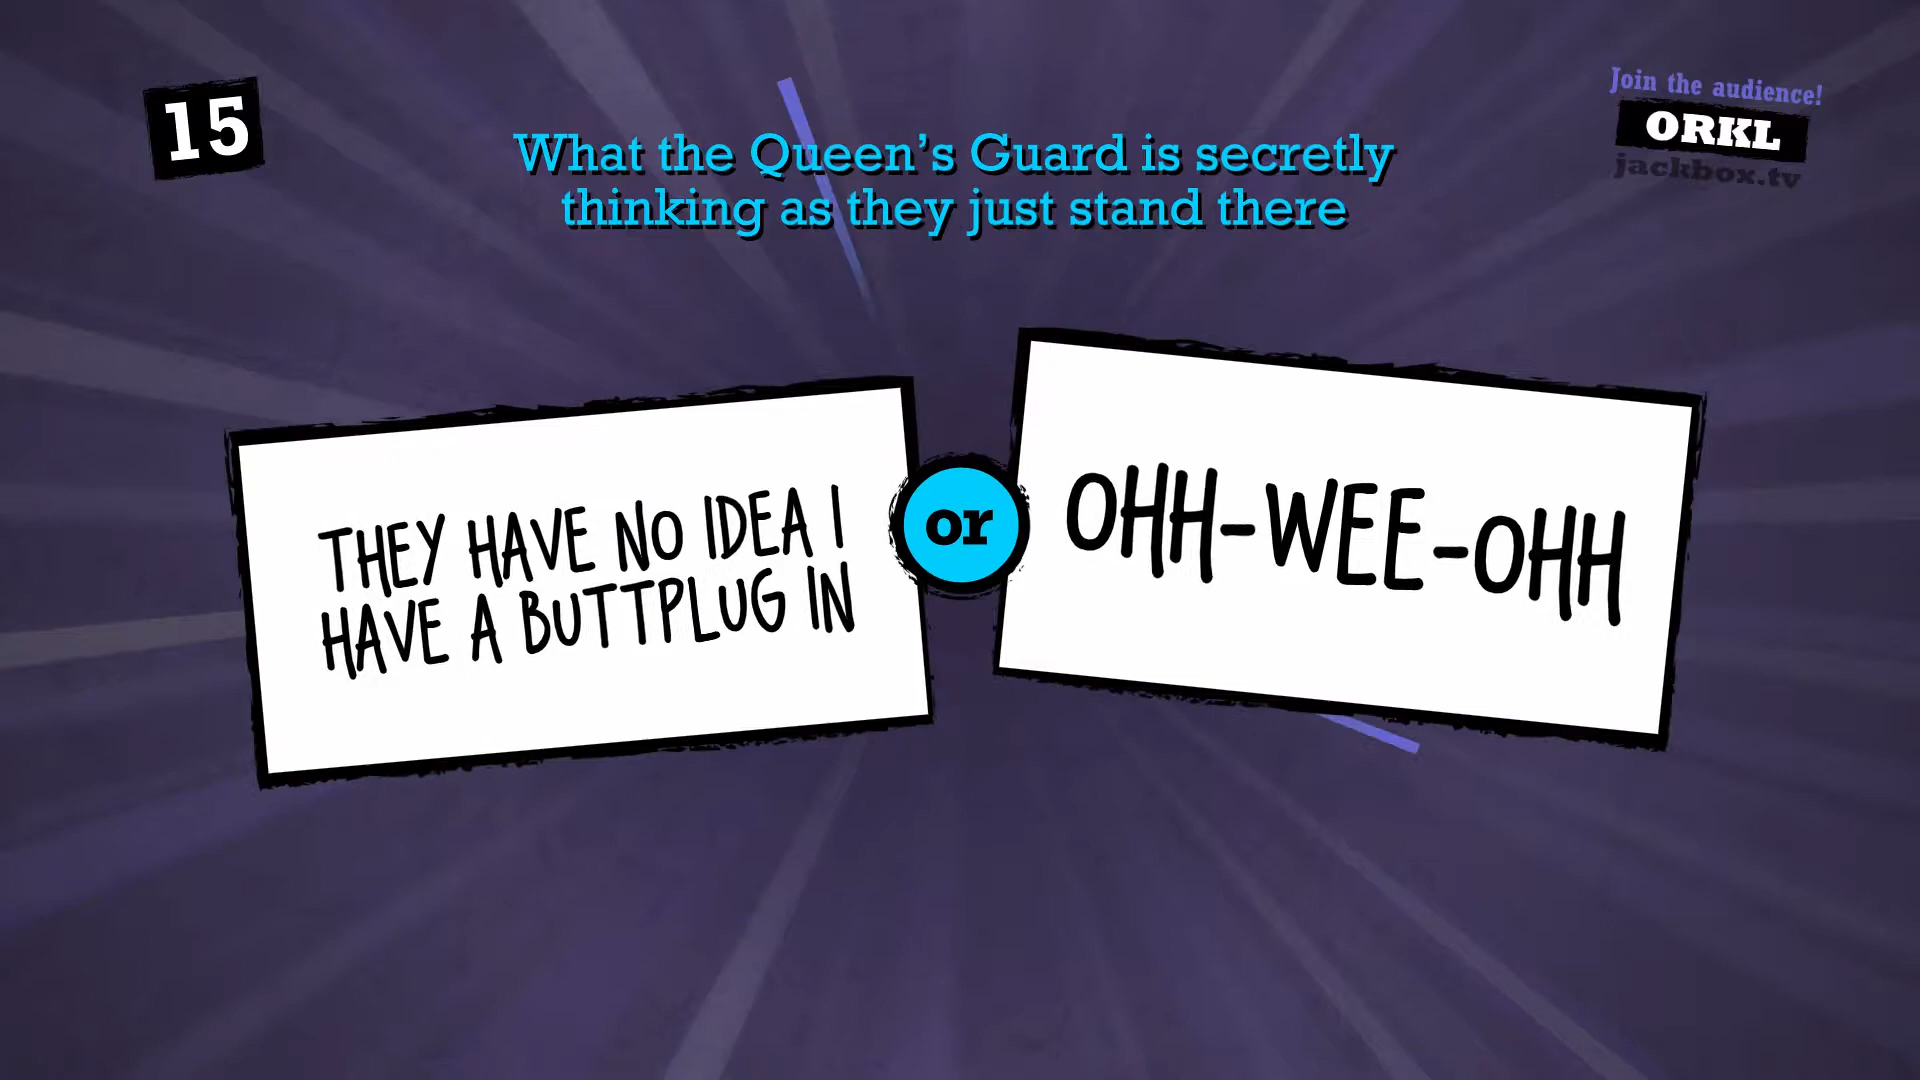 15
What the Queen's Guard is secretly
thinking as they just stand there
Join the audience!
ORKL
jackbox.tv
THEY HAVE NO IDEA I
HAVE A BUTTPLUG IN
or
OHH-WEE-OHH